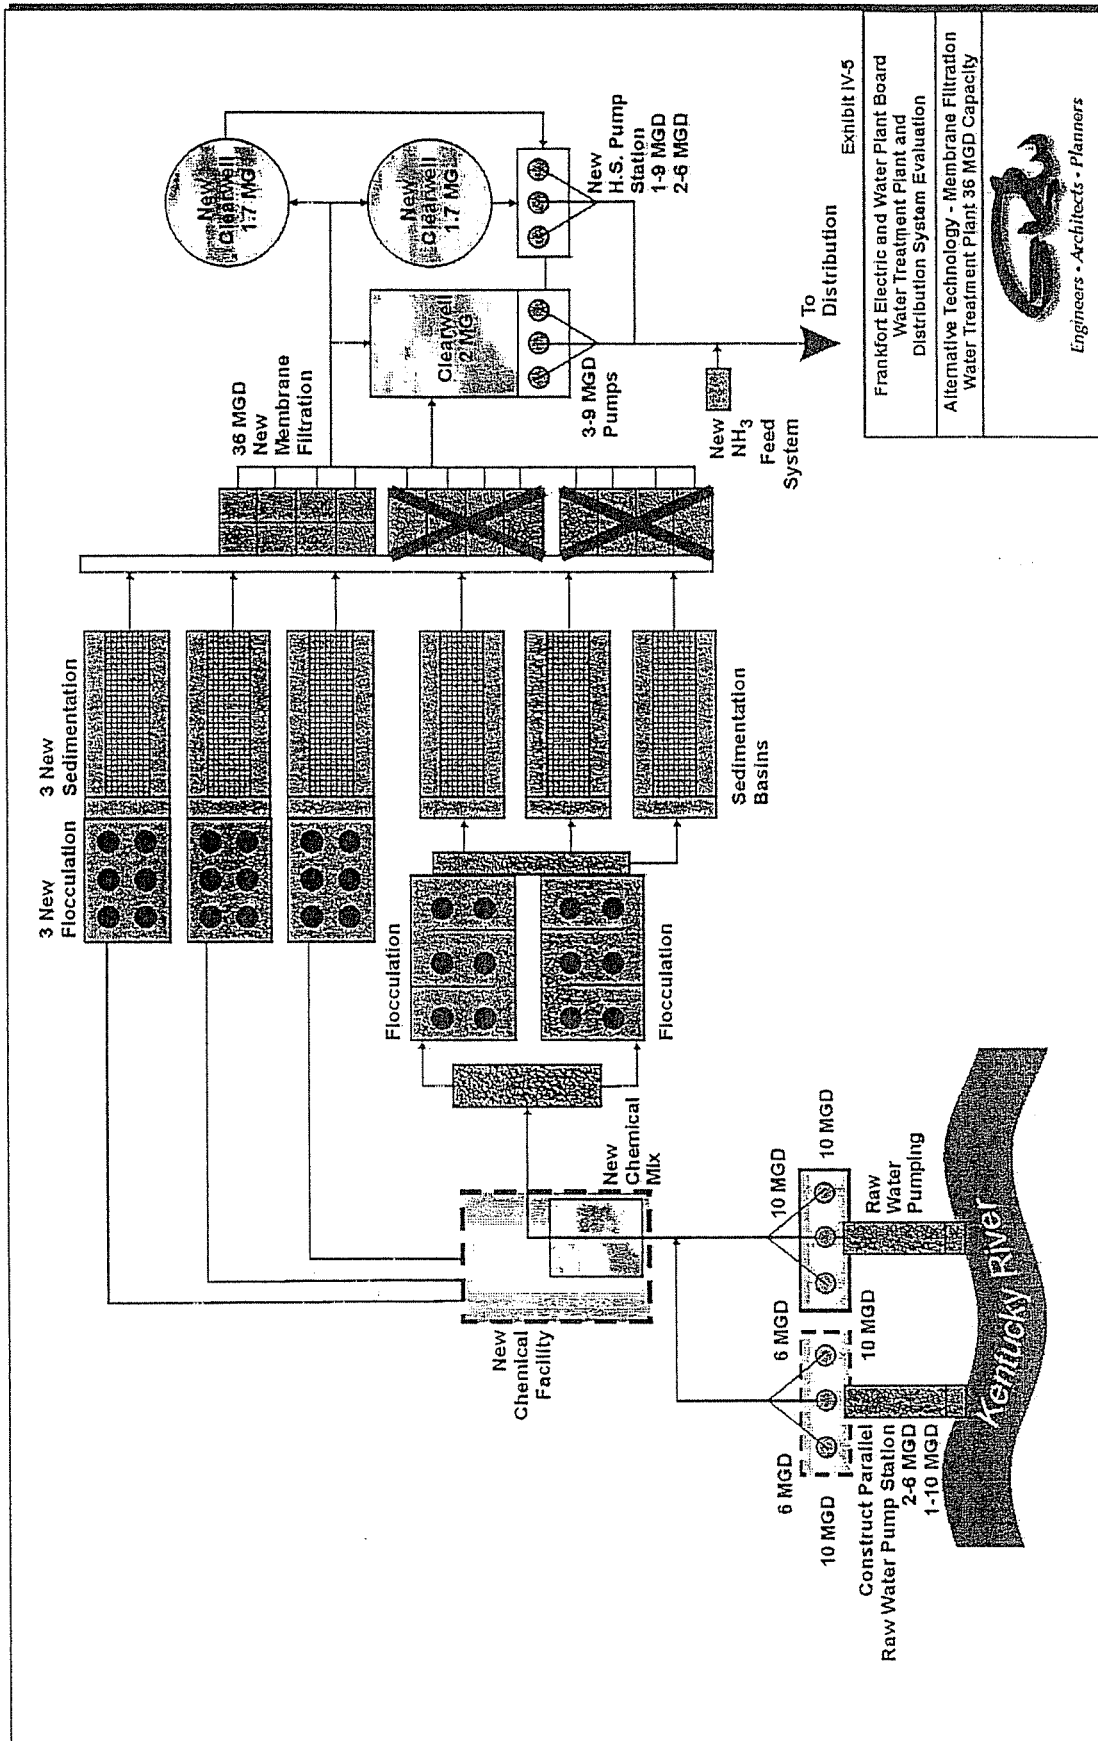 3 New
Flocculation
3 New
Sedimentation
36 MGD
New
Membrane
Filtration
New
Clearwell
1.7 MG
New
Clearwell
1.7 MG
Clearwell
2 MG
New
H.S. Pump
Station
1-9 MGD
2-6 MGD
3-9 MGD
Pumps
New
NH3
Feed
System
To
Distribution
Flocculation
Flocculation
Sedimentation
Basins
New
Chemical
Facility
New
Chemical
Mix
6 MGD
6 MGD
10 MGD
10 MGD
10 MGD
10 MGD
Construct Parallel
Raw Water Pump Station
2-6 MGD
1-10 MGD
Raw
Water
Pumping
Kentucky River
Exhibit IV-5
Frankfort Electric and Water Plant Board
Water Treatment Plant and
Distribution System Evaluation
Alternative Technology - Membrane Filtration
Water Treatment Plant 36 MGD Capacity
Engineers • Architects • Planners